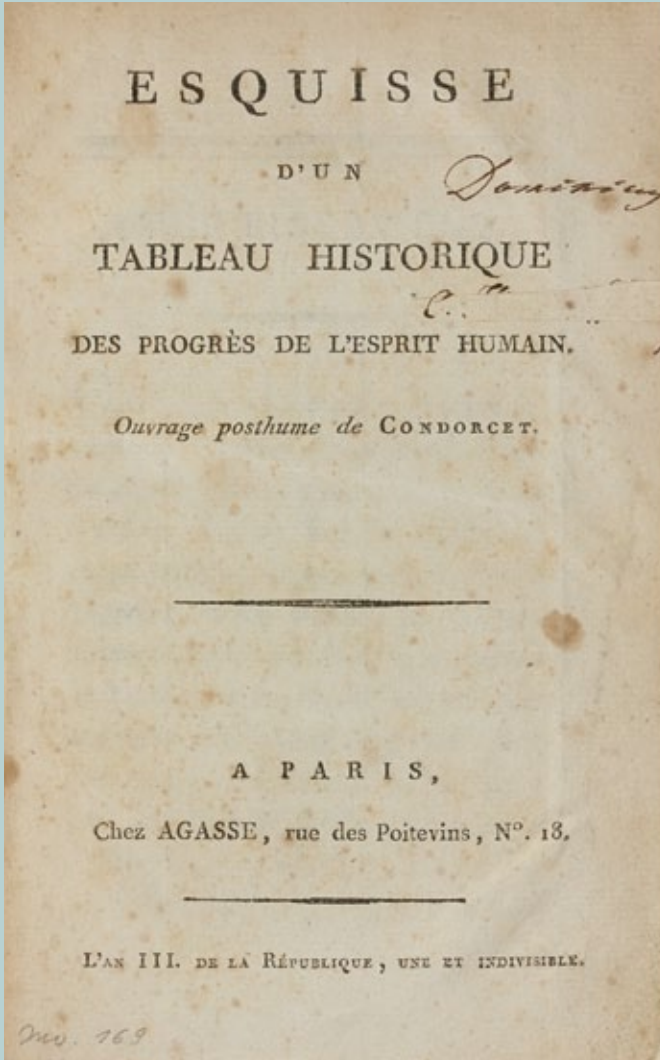 ESQUISSE
D'UN
TABLEAU HISTORIQUE
DES PROGRÈS DE L'ESPRIT HUMAIN.
Ouvrage posthume de CONDORCET.
A PARIS,
Chez AGASSE, rue des Poitevins, Nº. 18.
L'AN III. DE LA RÉPUBLIQUE, UNE ET INDIVISIBLE.